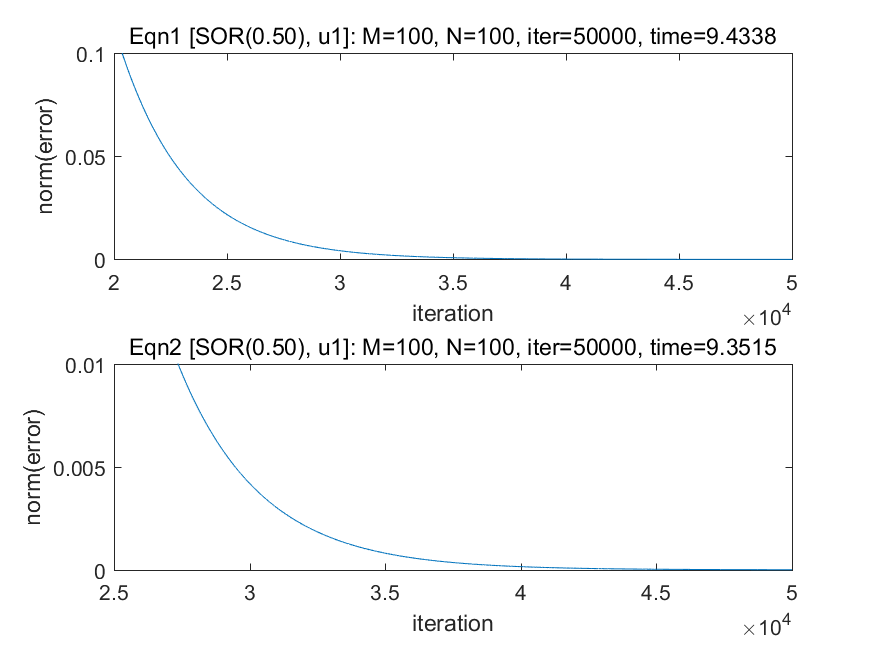 Eqn1 [SOR(0.50), u1]: M=100, N=100, iter=50000, time=9.4338
0.1
0.05
0
norm(error)
2 2.5 3 3.5 4 4.5 5
iteration
×10^4
Eqn2 [SOR(0.50), u1]: M=100, N=100, iter=50000, time=9.3515
0.01
0.005
0
norm(error)
2.5 3 3.5 4 4.5 5
iteration
×10^4